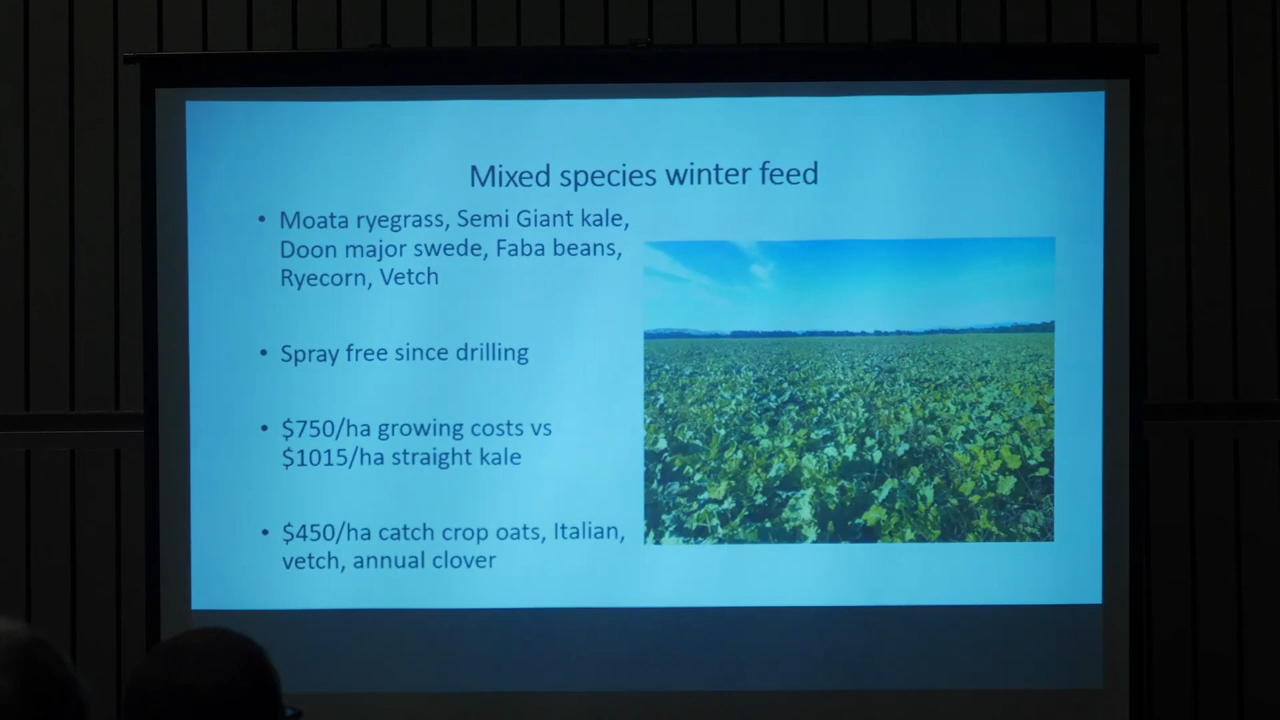 Mixed species winter feed
• Moata ryegrass, Semi Giant kale,
Doon major swede, Faba beans,
Ryecorn, Vetch
• Spray free since drilling
• $750/ha growing costs vs
$1015/ha straight kale
• $450/ha catch crop oats, Italian,
vetch, annual clover